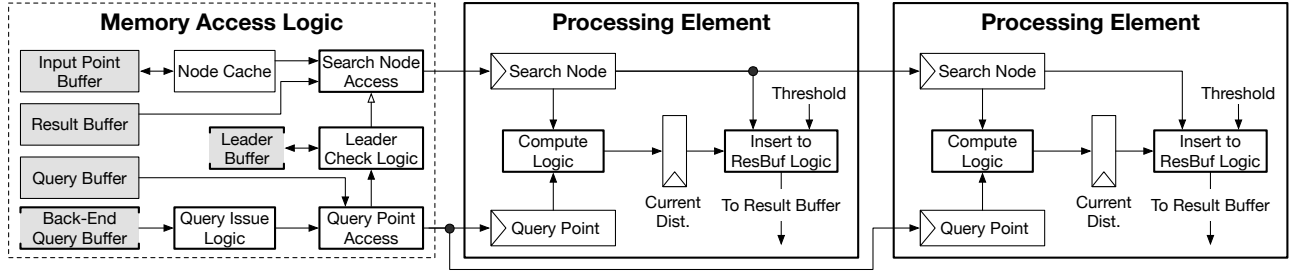 Memory Access Logic
Input Point
Buffer
Node Cache
Search Node
Access
Result Buffer
Leader
Buffer
Leader
Check Logic
Query Buffer
Back-End
Query Buffer
Query Issue
Logic
Query Point
Access
Processing Element
Search Node
Threshold
Compute
Logic
Insert to
ResBuf Logic
Current
Dist.
To Result Buffer
Query Point
Processing Element
Search Node
Threshold
Compute
Logic
Insert to
ResBuf Logic
Current
Dist.
To Result Buffer
Query Point